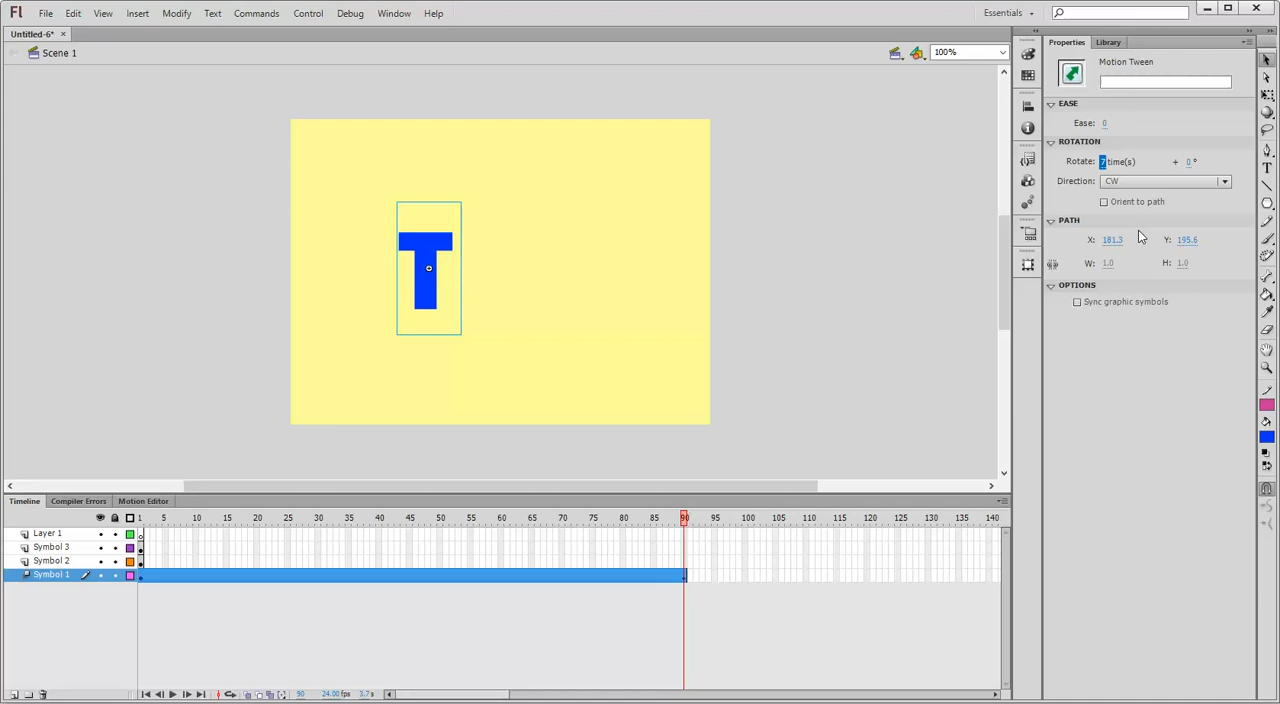 Fl File Edit View Insert Modify Text Commands Control Debug Window Help Essentials
Untitled-6* ×
Scene 1 100%
Properties Library
Motion Tween
EASE
Ease: 0
ROTATION
Rotate: 7 time(s) + 0 °
Direction: CW
Orient to path
PATH
X: 181.3 Y: 195.6
W: 1.0 H: 1.0
OPTIONS
Sync graphic symbols
T
Timeline Compiler Errors Motion Editor
1 5 10 15 20 25 30 35 40 45 50 55 60 65 70 75 80 85 90 95 100 105 110 115 120 125 130 135 140
Layer 1
Symbol 3
Symbol 2
Symbol 1
90 24.00 fps 3.7 s